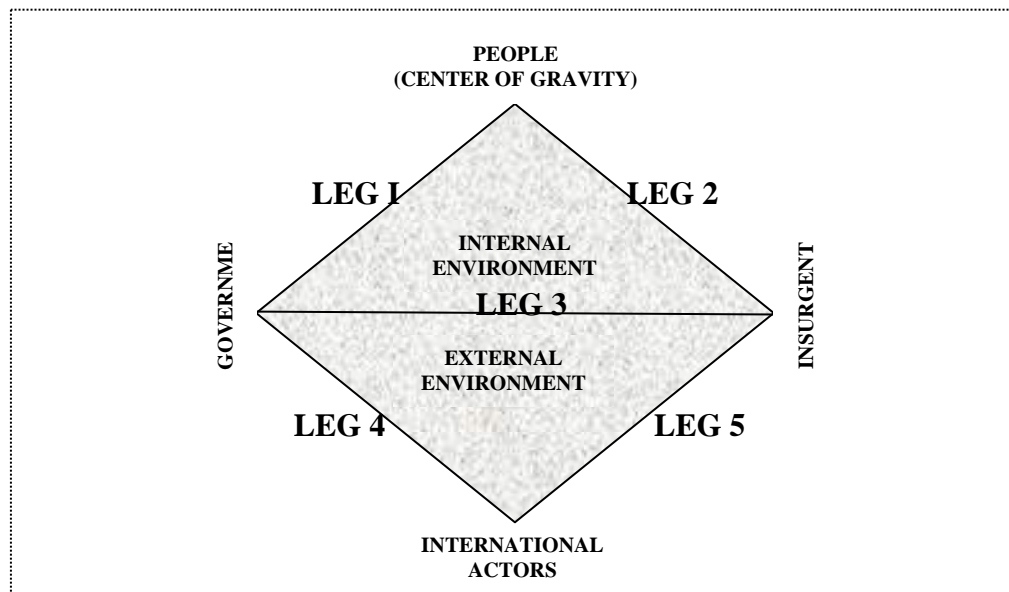 PEOPLE
(CENTER OF GRAVITY)
LEG I
LEG 2
INTERNAL
ENVIRONMENT
GOVERNME
INSURGENT
LEG 3
EXTERNAL
ENVIRONMENT
LEG 4
LEG 5
INTERNATIONAL
ACTORS